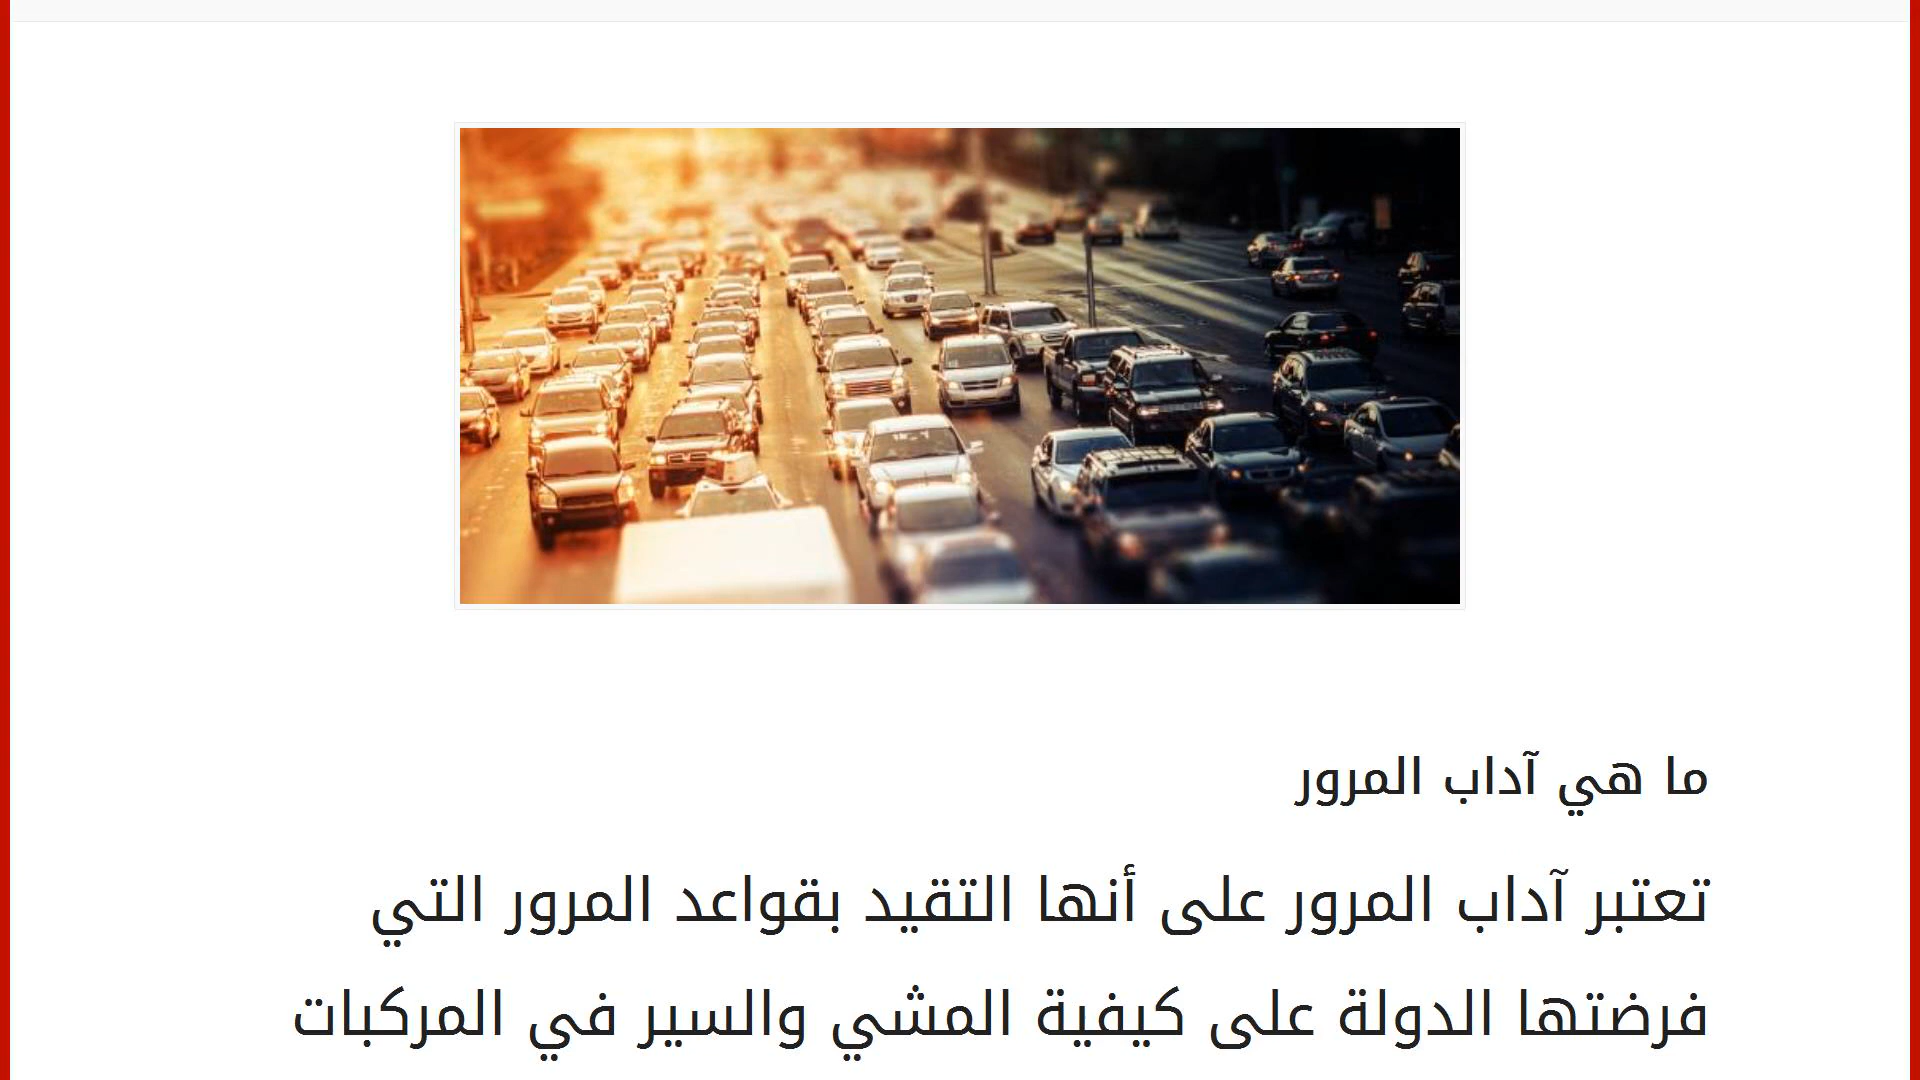 ما هي آداب المرور
تعتبر آداب المرور على أنها التقيد بقواعد المرور التي
فرضتها الدولة على كيفية المشي والسير في المركبات